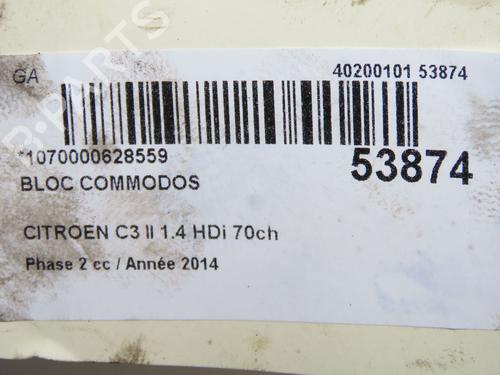 GA 40200101 53874
*1070000628559
53874
BLOC COMMODOS
CITROEN C3 II 1.4 HDi 70ch
Phase 2 cc / Année 2014
B-PARTS